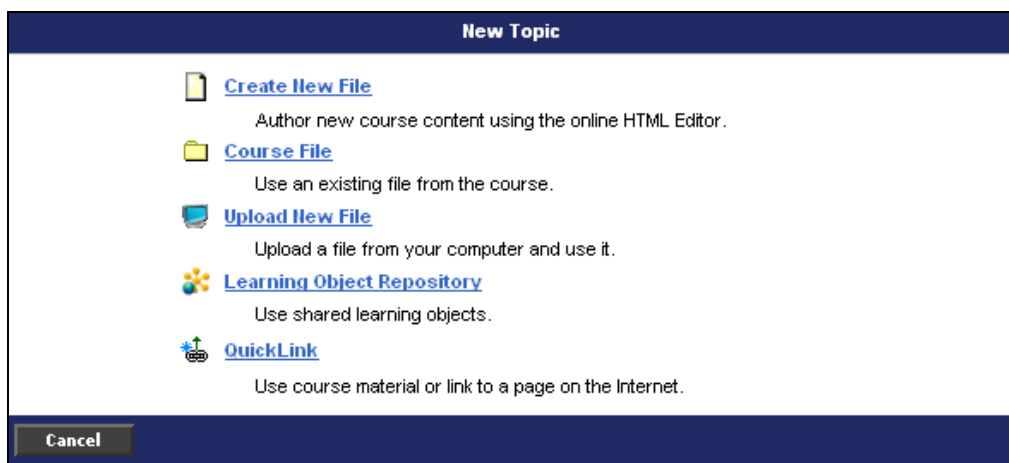 New Topic
Create New File
Author new course content using the online HTML Editor.
Course File
Use an existing file from the course.
Upload New File
Upload a file from your computer and use it.
Learning Object Repository
Use shared learning objects.
QuickLink
Use course material or link to a page on the Internet.
Cancel